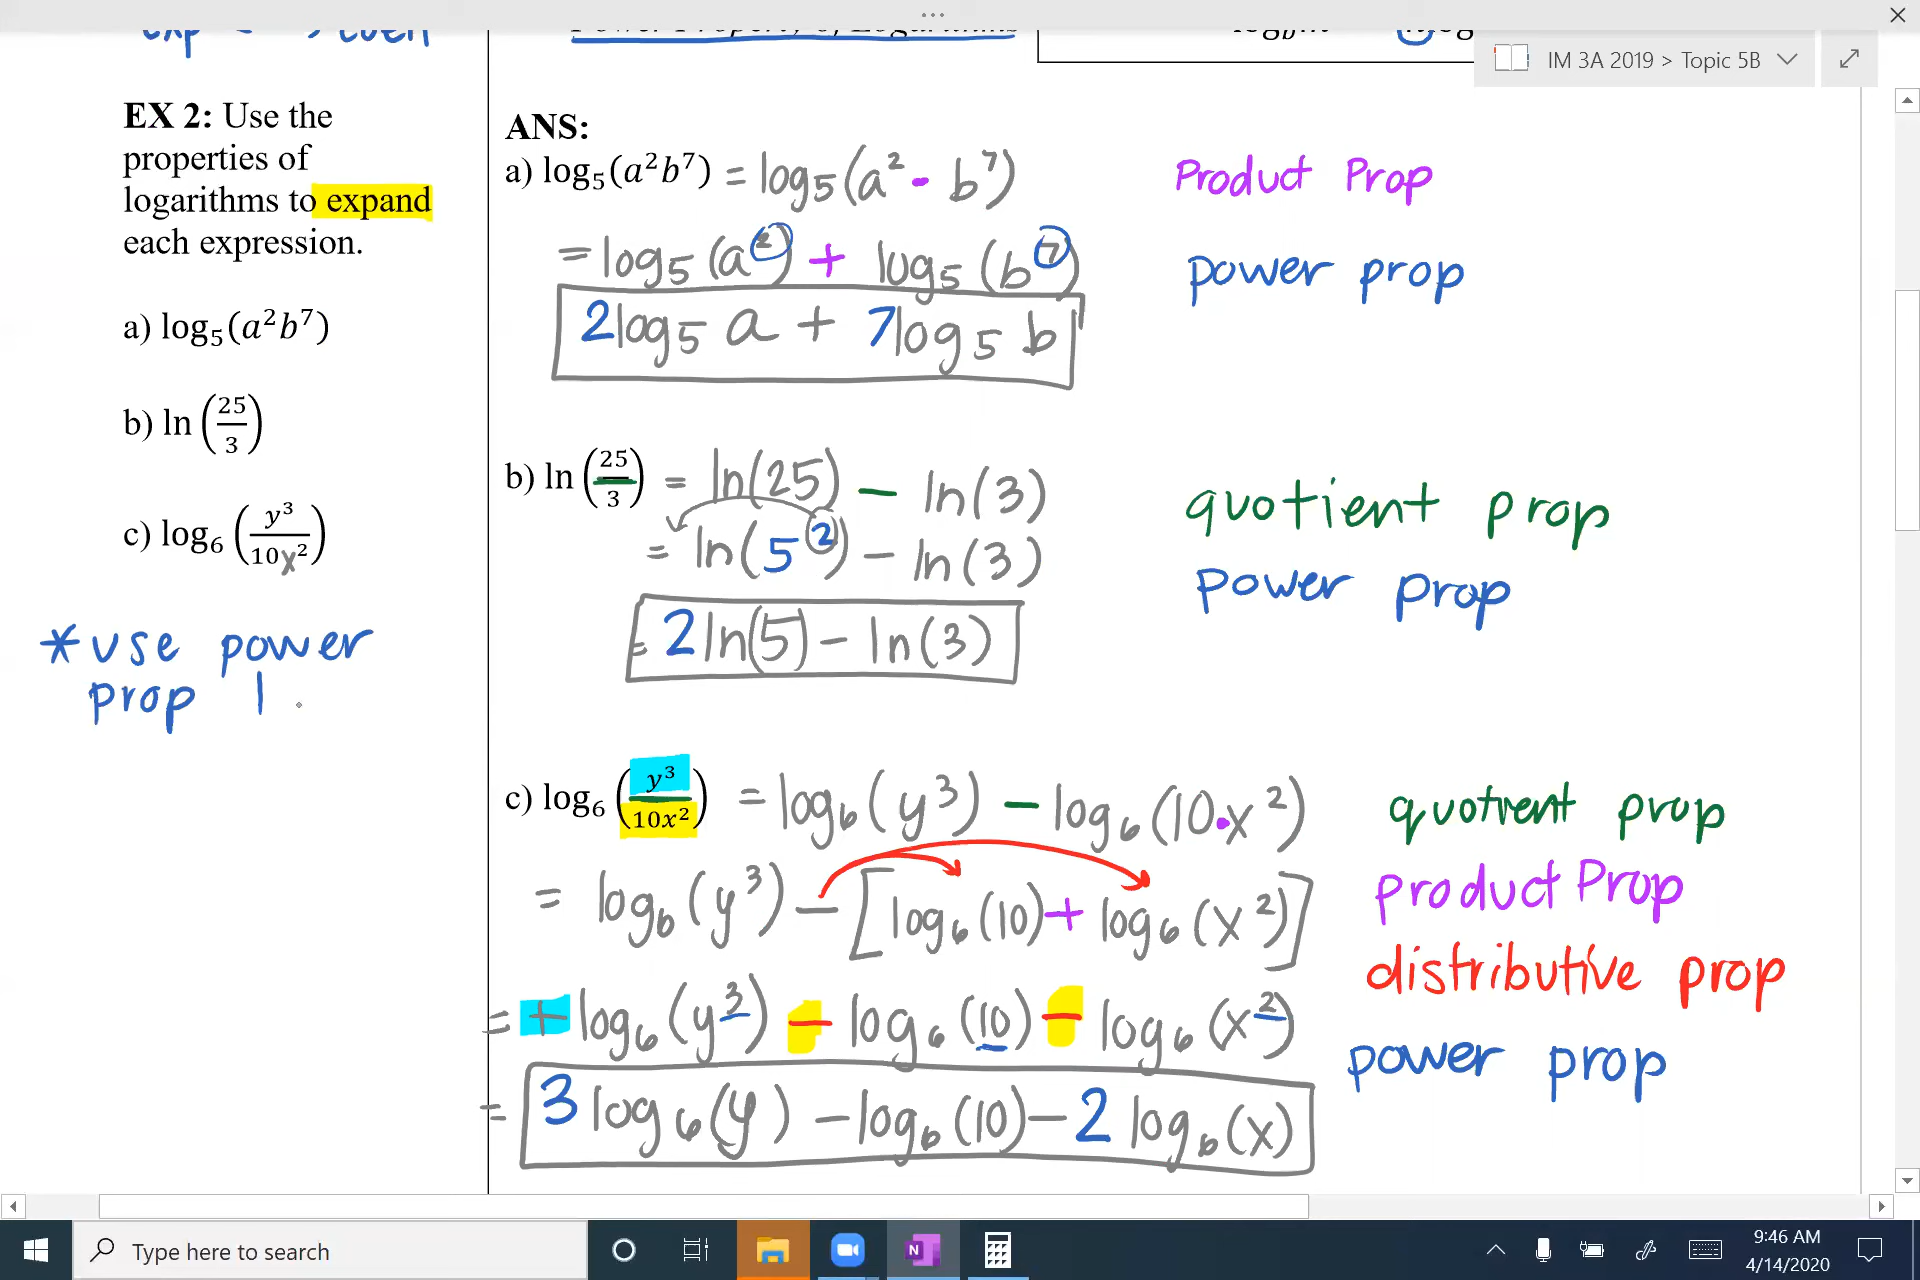 IM 3A 2019 > Topic 5B
EX 2: Use the
properties of
logarithms to expand
each expression.
a) log₅(a²b⁷)
b) ln (25/3)
c) log₆ (y³/10x²)
*use power
prop l
ANS:
a) log₅(a²b⁷) = log₅(a² · b⁷)
Product Prop
= log₅(a²) + log₅(b⁷)
power prop
2log₅ a + 7log₅ b
b) ln (25/3) = ln(25) − ln(3)
quotient prop
= ln(5²) − ln(3)
power prop
= 2ln(5) − ln(3)
c) log₆ (y³/10x²) = log₆(y³) − log₆(10·x²)
quotient prop
= log₆(y³) − [log₆(10) + log₆(x²)]
product Prop
distributive prop
= + log₆(y³) − log₆(10) − log₆(x²)
power prop
= 3 log₆(y) − log₆(10) − 2 log₆(x)
Type here to search
9:46 AM
4/14/2020